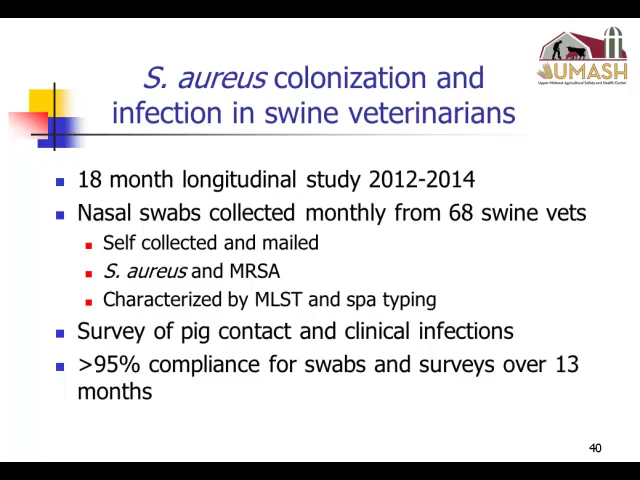 UMASH
Upper Midwest Agricultural Safety and Health Center
S. aureus colonization and
infection in swine veterinarians
18 month longitudinal study 2012-2014
Nasal swabs collected monthly from 68 swine vets
Self collected and mailed
S. aureus and MRSA
Characterized by MLST and spa typing
Survey of pig contact and clinical infections
>95% compliance for swabs and surveys over 13
months
40